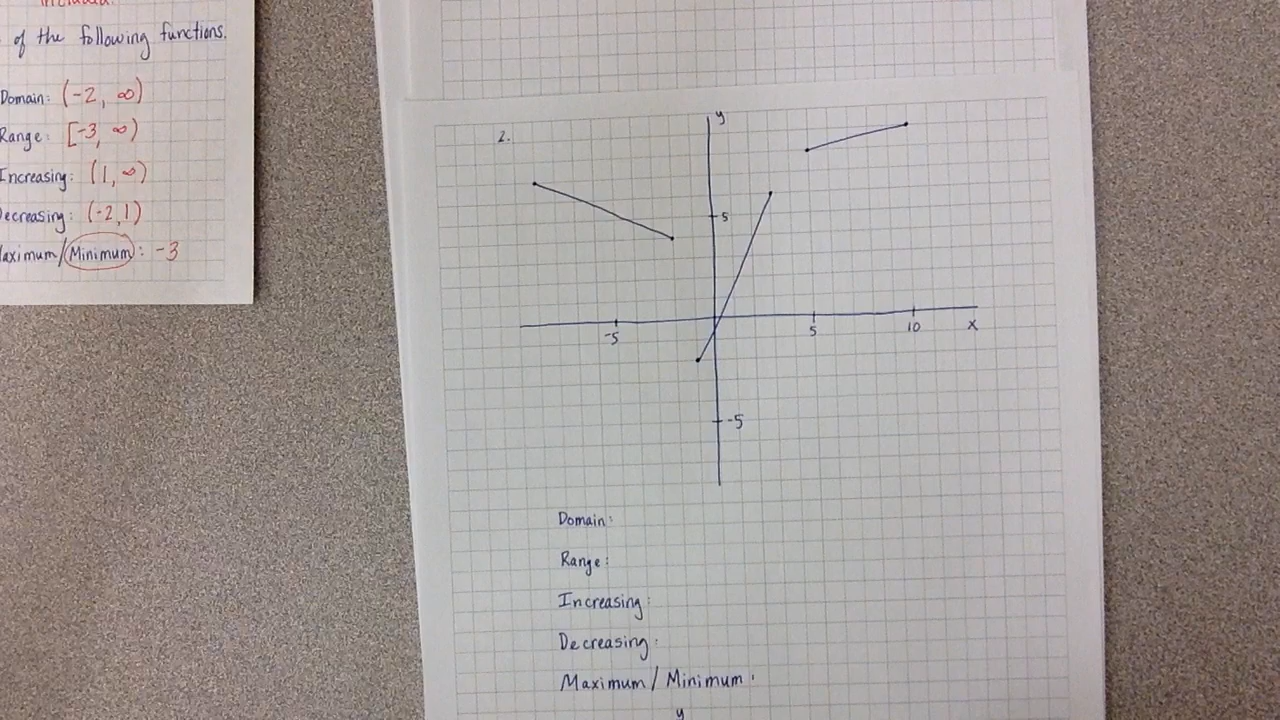 included.
of the following functions.
Domain: (-2, ∞)
Range: [-3, ∞)
Increasing: (1, ∞)
Decreasing: (-2,1)
Maximum/Minimum: -3
2.
y
5
-5
5
10
x
-5
Domain:
Range:
Increasing:
Decreasing:
Maximum / Minimum:
y